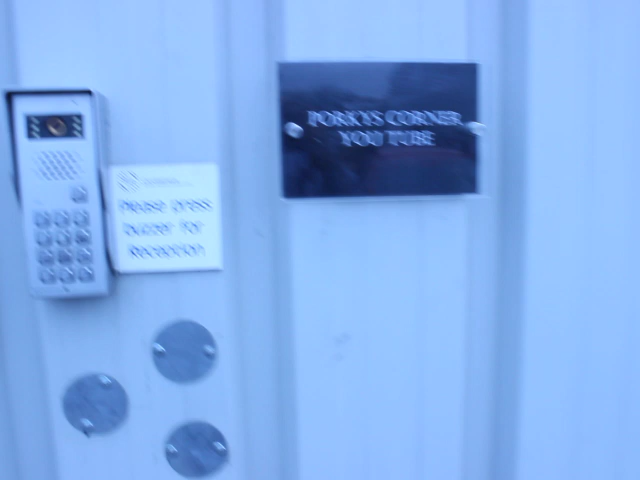 PORKYS CORNER
YOU TUBE
Please press
buzzer for
Reception